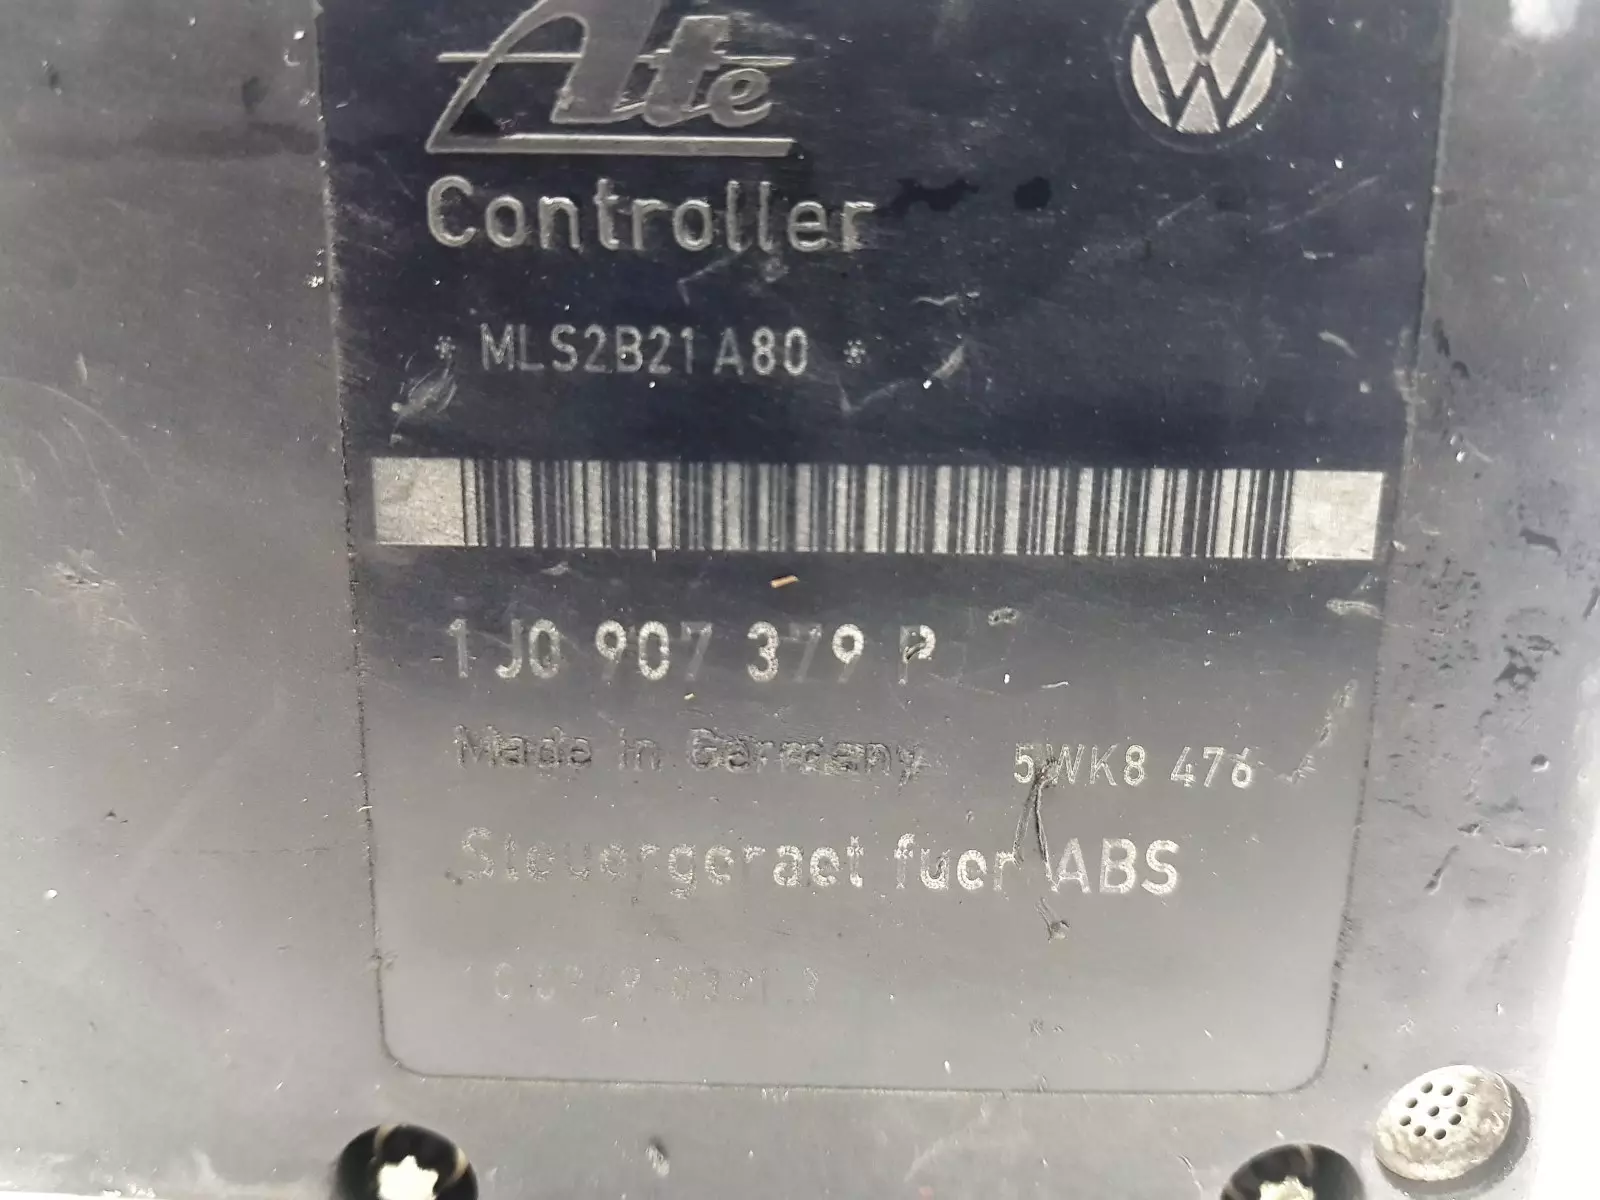 Ate
Controller
* MLS2B21A80 *
1J0 907 379 P
Made in Germany 5WK8 476
Steuergeraet fuer ABS